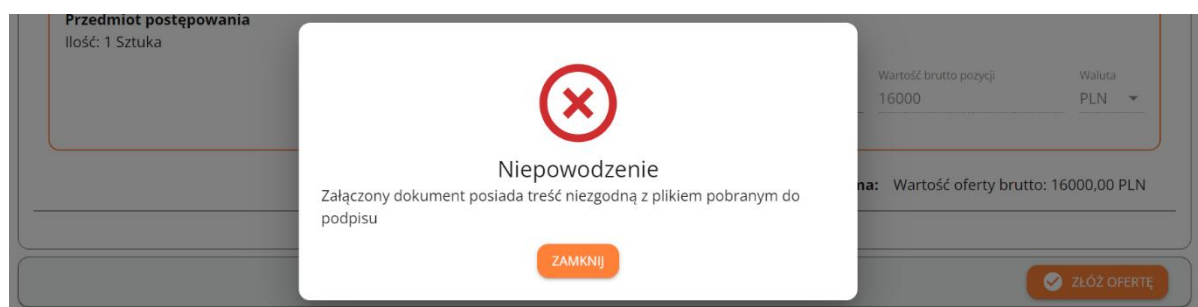 Przedmiot postępowania
Ilość: 1 Sztuka
Wartość brutto pozycji
Waluta
16000
PLN
Niepowodzenie
Załączony dokument posiada treść niezgodną z plikiem pobranym do
podpisu
na: Wartość oferty brutto: 16000,00 PLN
ZAMKNIJ
ZŁÓŻ OFERTĘ